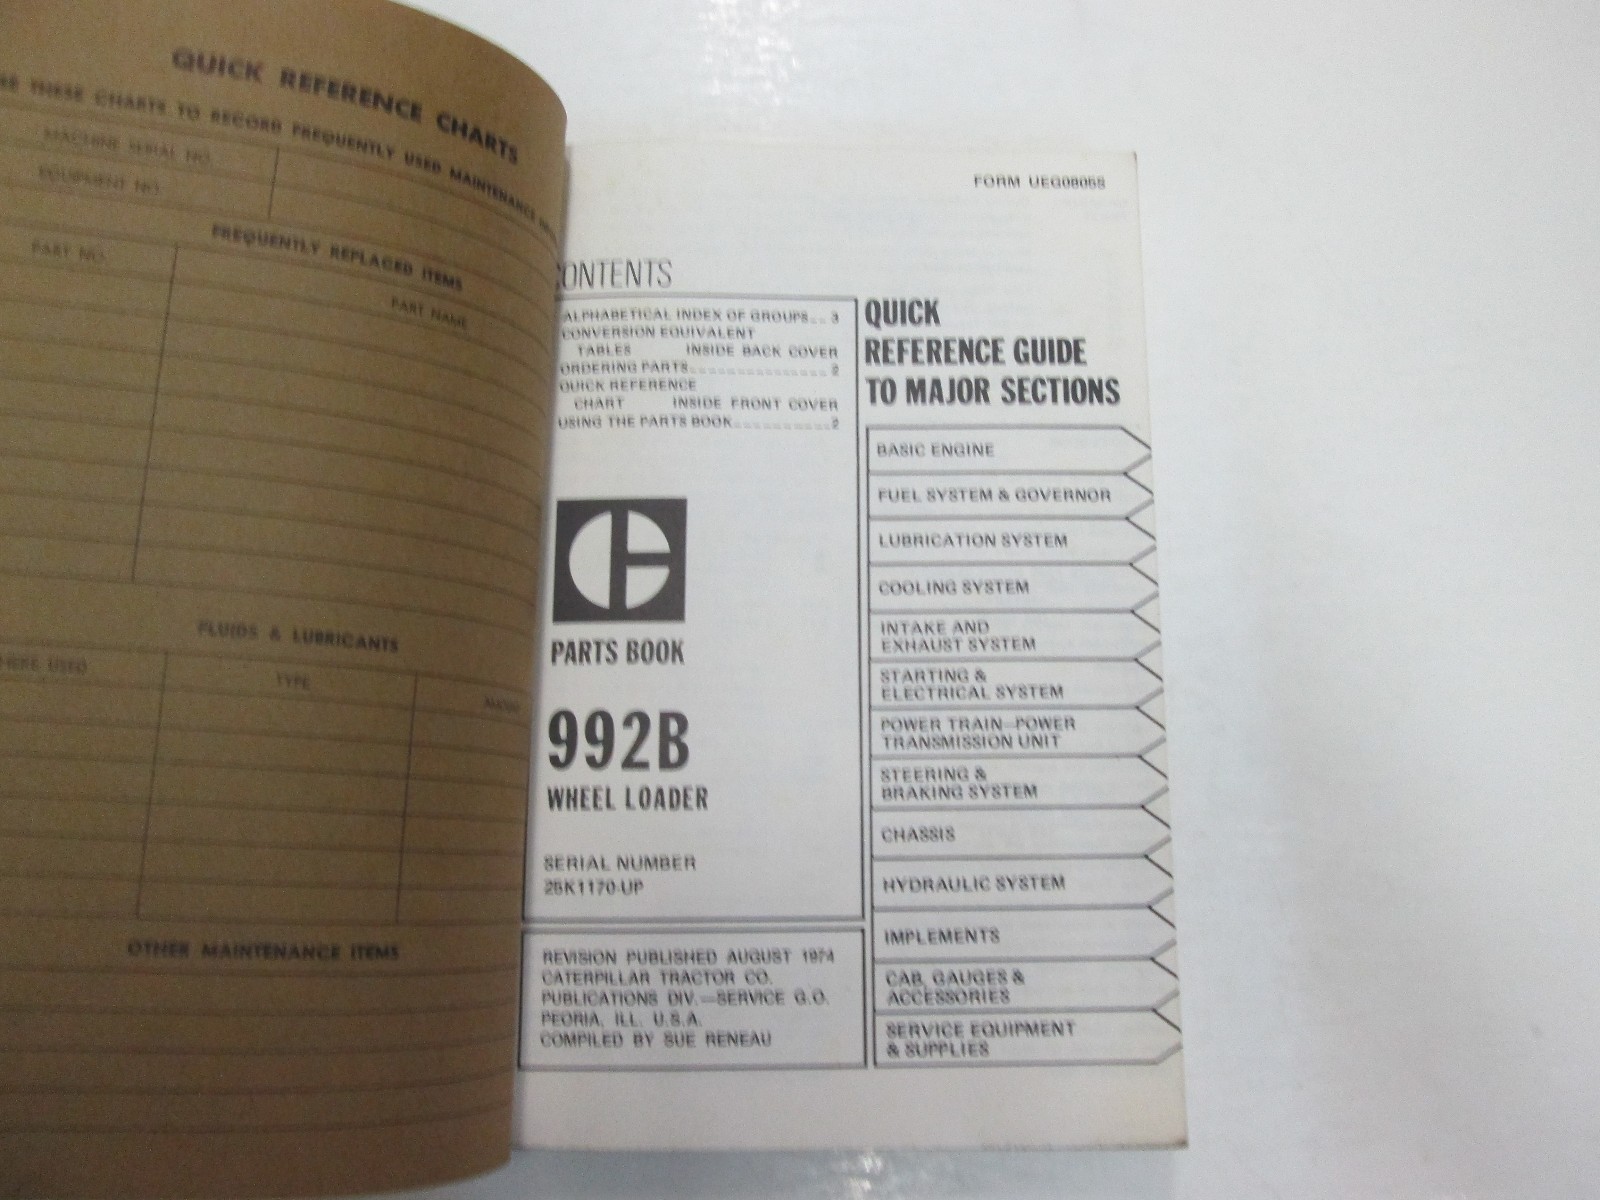 QUICK REFERENCE CHARTS
THESE CHARTS TO RECORD FREQUENTLY USED MAINTENANCE
MACHINE SERIAL NO.
EQUIPMENT NO.
FREQUENTLY REPLACED ITEMS
PART NO.
PART NAME
FLUIDS & LUBRICANTS
USED
TYPE
OTHER MAINTENANCE ITEMS
FORM UEG0805S
CONTENTS
ALPHABETICAL INDEX OF GROUPS.. 3
CONVERSION EQUIVALENT
TABLES INSIDE BACK COVER
ORDERING PARTS............... 2
QUICK REFERENCE
CHART INSIDE FRONT COVER
USING THE PARTS BOOK.......... 2
PARTS BOOK
992B
WHEEL LOADER
SERIAL NUMBER
25K1170-UP
REVISION PUBLISHED AUGUST 1974
CATERPILLAR TRACTOR CO.
PUBLICATIONS DIV.—SERVICE G.O.
PEORIA, ILL. U.S.A.
COMPILED BY SUE RENEAU
QUICK
REFERENCE GUIDE
TO MAJOR SECTIONS
BASIC ENGINE
FUEL SYSTEM & GOVERNOR
LUBRICATION SYSTEM
COOLING SYSTEM
INTAKE AND
EXHAUST SYSTEM
STARTING &
ELECTRICAL SYSTEM
POWER TRAIN—POWER
TRANSMISSION UNIT
STEERING &
BRAKING SYSTEM
CHASSIS
HYDRAULIC SYSTEM
IMPLEMENTS
CAB, GAUGES &
ACCESSORIES
SERVICE EQUIPMENT
& SUPPLIES